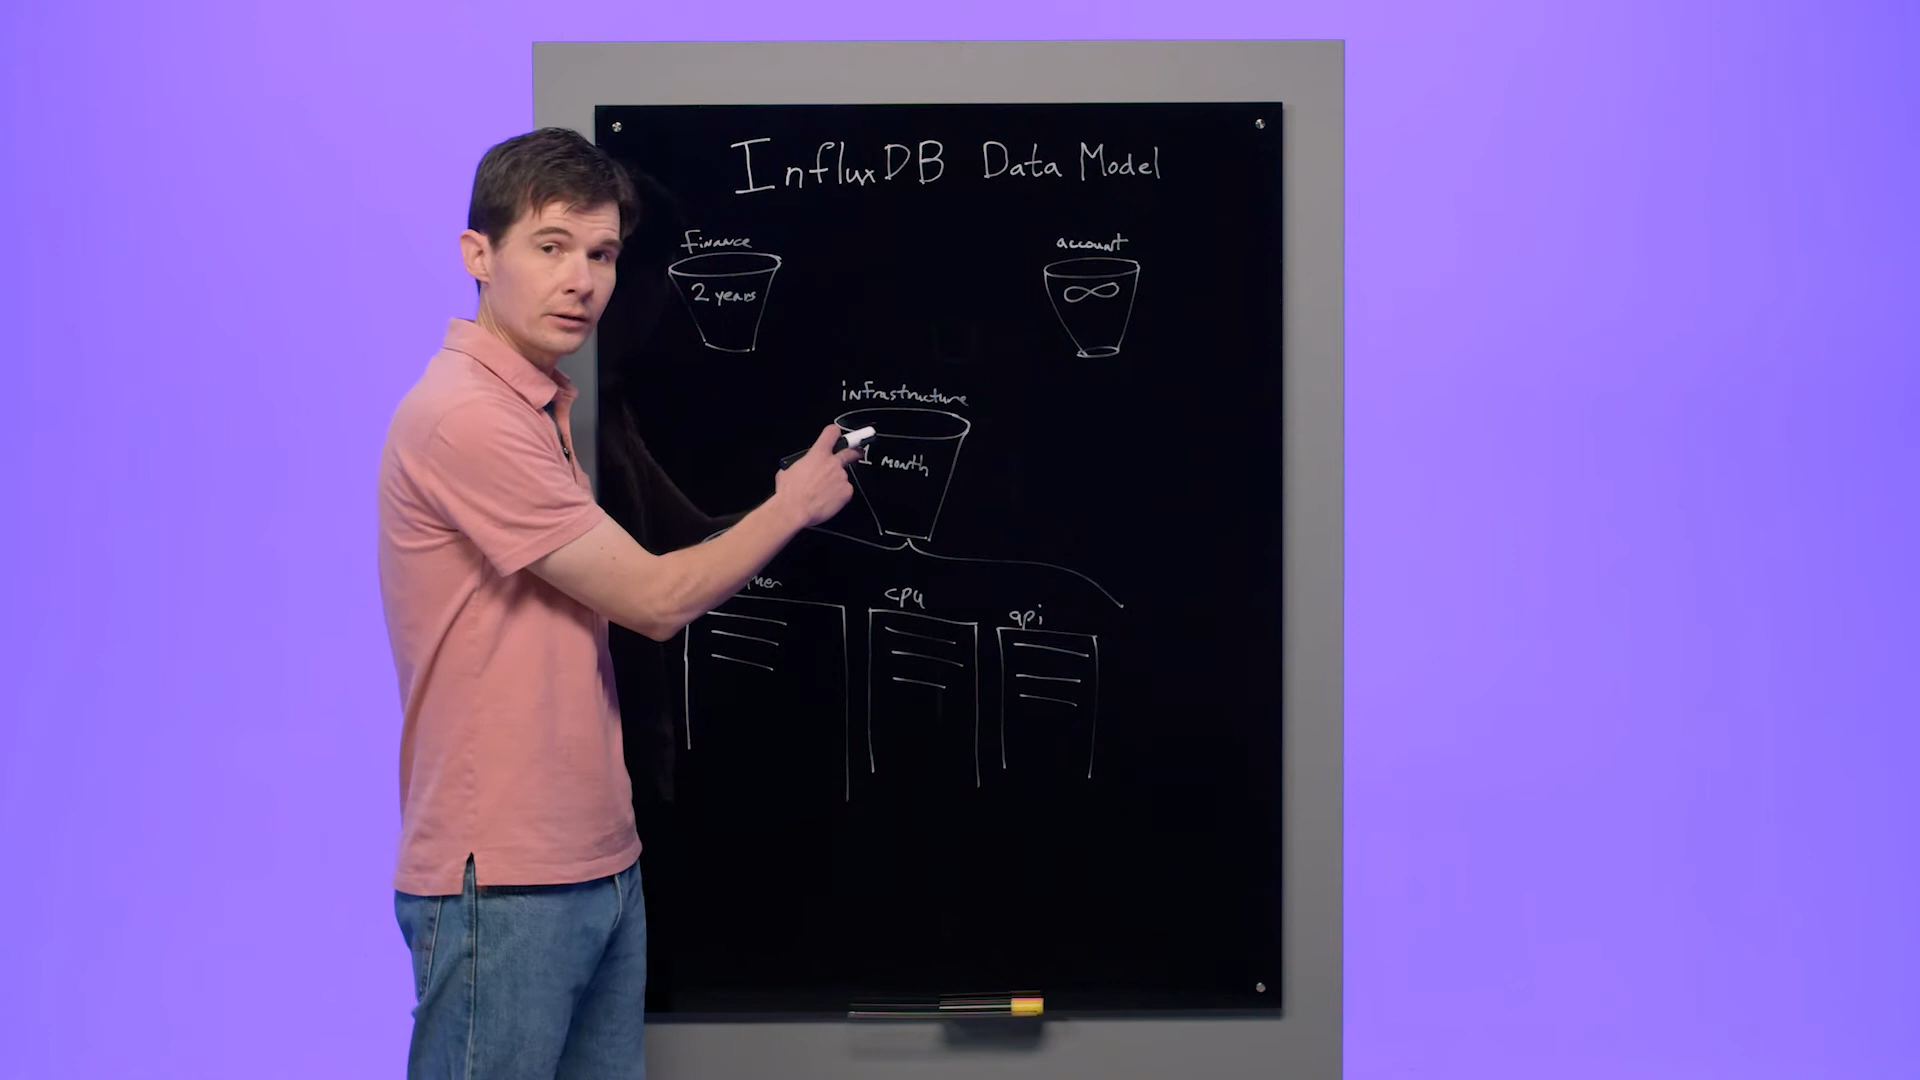 InfluxDB Data Model
finance
2 years
account
∞
infrastructure
1 month
cpu
api